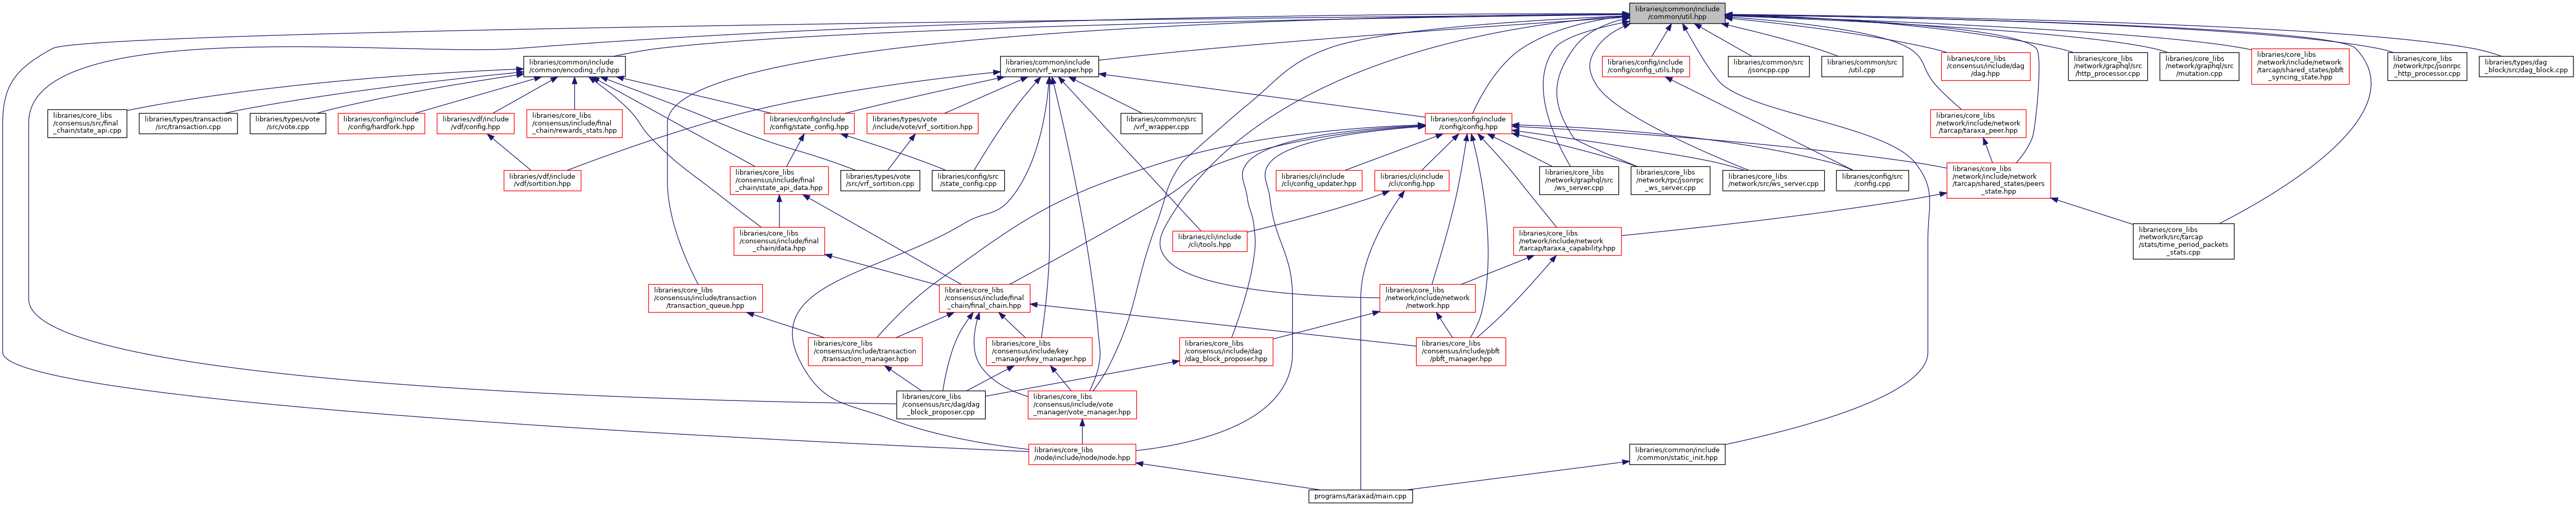 libraries/common/include
/common/util.hpp
libraries/common/include
/common/encoding_rlp.hpp
libraries/common/include
/common/vrf_wrapper.hpp
libraries/config/include
/config/config_utils.hpp
libraries/common/src
/jsoncpp.cpp
libraries/common/src
/util.cpp
libraries/core_libs
/consensus/include/dag
/dag.hpp
libraries/core_libs
/network/graphql/src
/http_processor.cpp
libraries/core_libs
/network/graphql/src
/mutation.cpp
libraries/core_libs
/network/include/network
/tarcap/shared_states/pbft
_syncing_state.hpp
libraries/core_libs
/network/rpc/jsonrpc
_http_processor.cpp
libraries/types/dag
_block/src/dag_block.cpp
libraries/core_libs
/consensus/src/final
_chain/state_api.cpp
libraries/types/transaction
/src/transaction.cpp
libraries/types/vote
/src/vote.cpp
libraries/config/include
/config/hardfork.hpp
libraries/vdf/include
/vdf/config.hpp
libraries/core_libs
/consensus/include/final
_chain/rewards_stats.hpp
libraries/config/include
/config/state_config.hpp
libraries/types/vote
/include/vote/vrf_sortition.hpp
libraries/common/src
/vrf_wrapper.cpp
libraries/config/include
/config/config.hpp
libraries/core_libs
/network/include/network
/tarcap/taraxa_peer.hpp
libraries/vdf/include
/vdf/sortition.hpp
libraries/core_libs
/consensus/include/final
_chain/state_api_data.hpp
libraries/types/vote
/src/vrf_sortition.cpp
libraries/config/src
/state_config.cpp
libraries/cli/include
/cli/config_updater.hpp
libraries/cli/include
/cli/config.hpp
libraries/core_libs
/network/graphql/src
/ws_server.cpp
libraries/core_libs
/network/rpc/jsonrpc
_ws_server.cpp
libraries/core_libs
/network/src/ws_server.cpp
libraries/config/src
/config.cpp
libraries/core_libs
/network/include/network
/tarcap/shared_states/peers
_state.hpp
libraries/core_libs
/consensus/include/final
_chain/data.hpp
libraries/cli/include
/cli/tools.hpp
libraries/core_libs
/network/include/network
/tarcap/taraxa_capability.hpp
libraries/core_libs
/network/src/tarcap
/stats/time_period_packets
_stats.cpp
libraries/core_libs
/consensus/include/transaction
/transaction_queue.hpp
libraries/core_libs
/consensus/include/final
_chain/final_chain.hpp
libraries/core_libs
/network/include/network
/network.hpp
libraries/core_libs
/consensus/include/transaction
/transaction_manager.hpp
libraries/core_libs
/consensus/include/key
_manager/key_manager.hpp
libraries/core_libs
/consensus/include/dag
/dag_block_proposer.hpp
libraries/core_libs
/consensus/include/pbft
/pbft_manager.hpp
libraries/core_libs
/consensus/src/dag/dag
_block_proposer.cpp
libraries/core_libs
/consensus/include/vote
_manager/vote_manager.hpp
libraries/core_libs
/node/include/node/node.hpp
libraries/common/include
/common/static_init.hpp
programs/taraxad/main.cpp